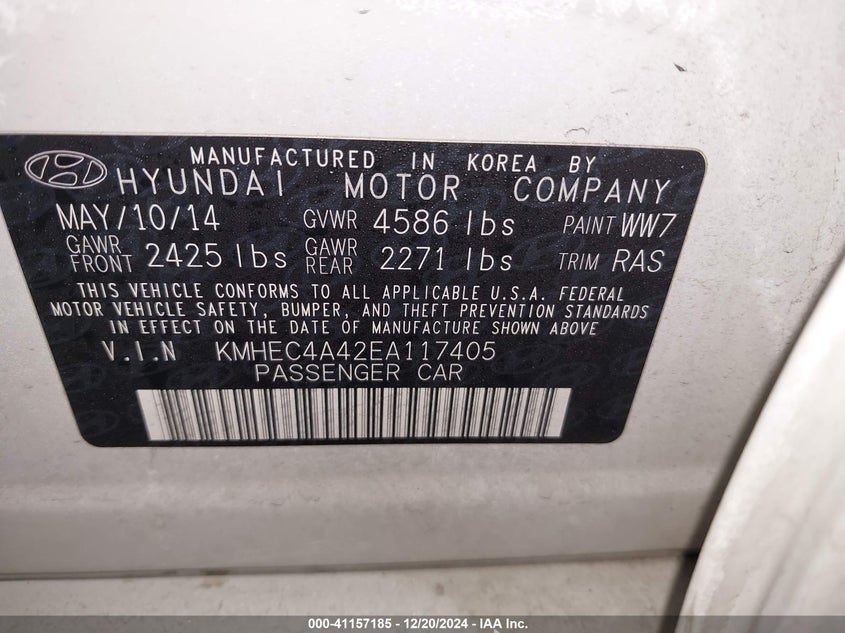 MANUFACTURED IN KOREA BY
HYUNDAI MOTOR COMPANY
MAY/10/14 GVWR 4586 lbs PAINT WW7
GAWR FRONT 2425 lbs GAWR REAR 2271 lbs TRIM RAS
THIS VEHICLE CONFORMS TO ALL APPLICABLE U.S.A. FEDERAL
MOTOR VEHICLE SAFETY, BUMPER, AND THEFT PREVENTION STANDARDS
IN EFFECT ON THE DATE OF MANUFACTURE SHOWN ABOVE
V.I.N KMHEC4A42EA117405
PASSENGER CAR
000-41157185 - 12/20/2024 - IAA Inc.